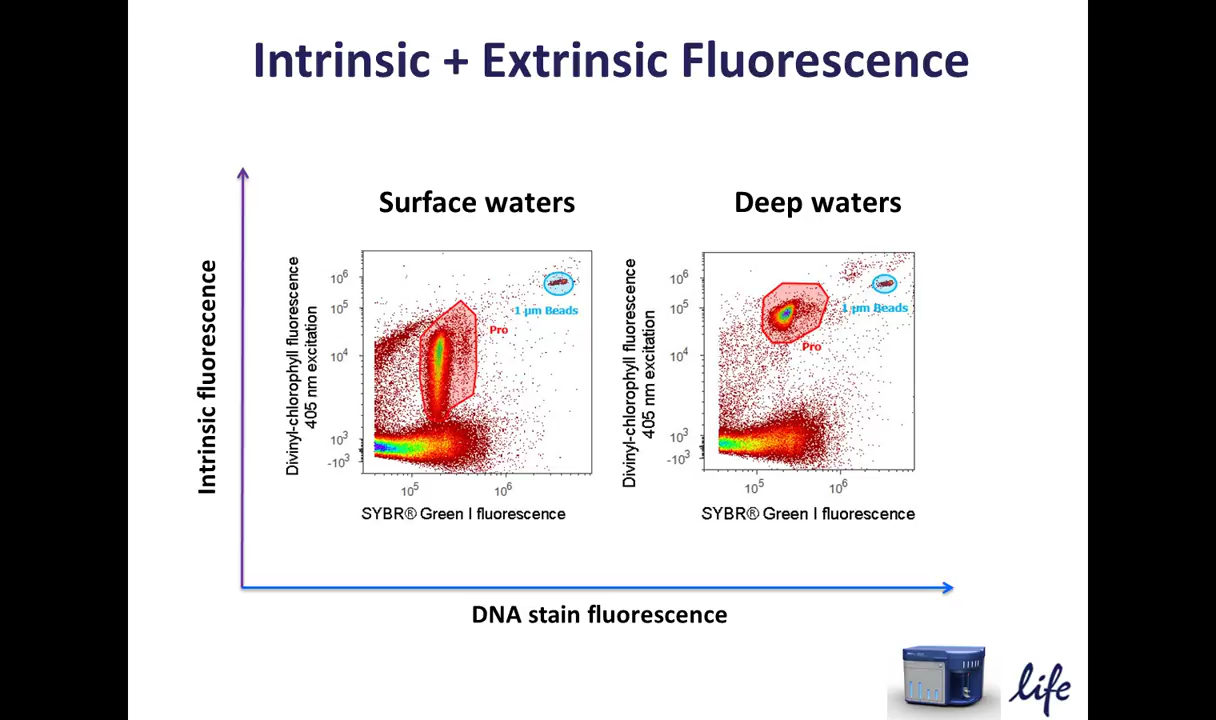 Intrinsic + Extrinsic Fluorescence
Surface waters
Deep waters
Intrinsic fluorescence
Divinyl-chlorophyll fluorescence
405 nm excitation
10⁶
10⁵
10⁴
10³
-10³
1 µm Beads
Pro
10⁵
10⁶
SYBR® Green I fluorescence
Divinyl-chlorophyll fluorescence
405 nm excitation
10⁶
10⁵
10⁴
10³
-10³
1 µm Beads
Pro
10⁵
10⁶
SYBR® Green I fluorescence
DNA stain fluorescence
life